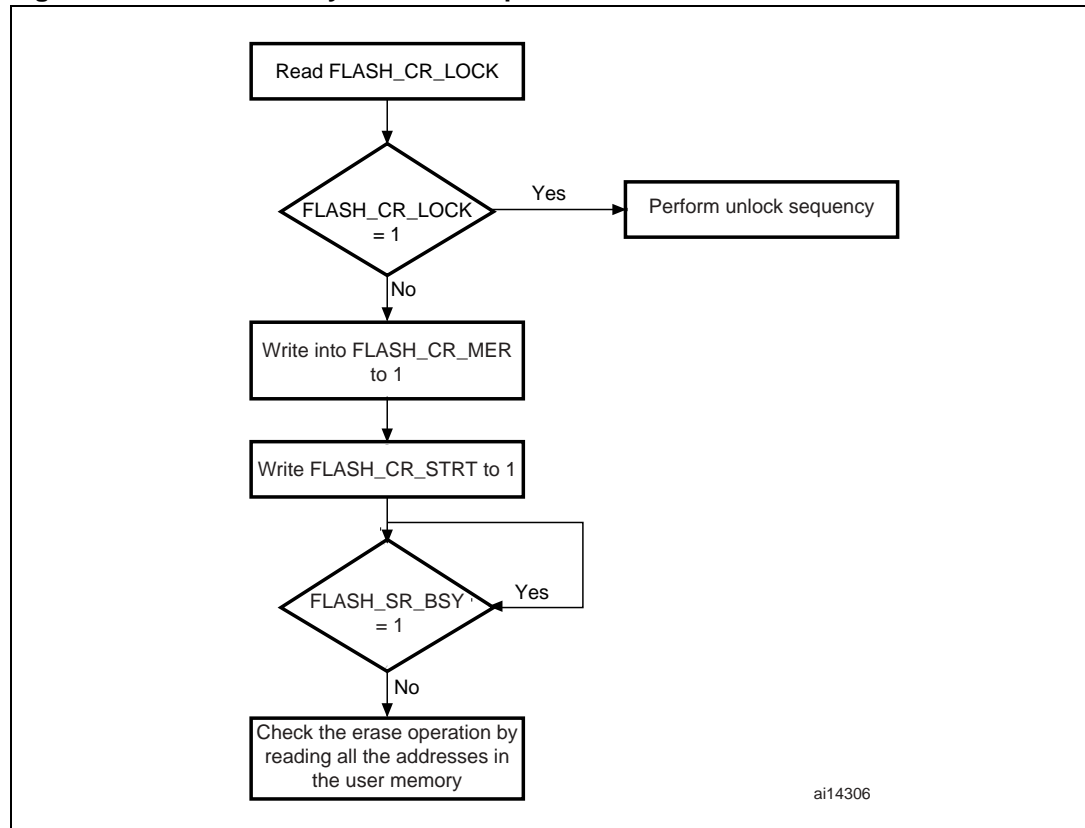 Read FLASH_CR_LOCK
FLASH_CR_LOCK
= 1
Yes
Perform unlock sequency
No
Write into FLASH_CR_MER
to 1
Write FLASH_CR_STRT to 1
FLASH_SR_BSY
= 1
Yes
No
Check the erase operation by
reading all the addresses in
the user memory
ai14306